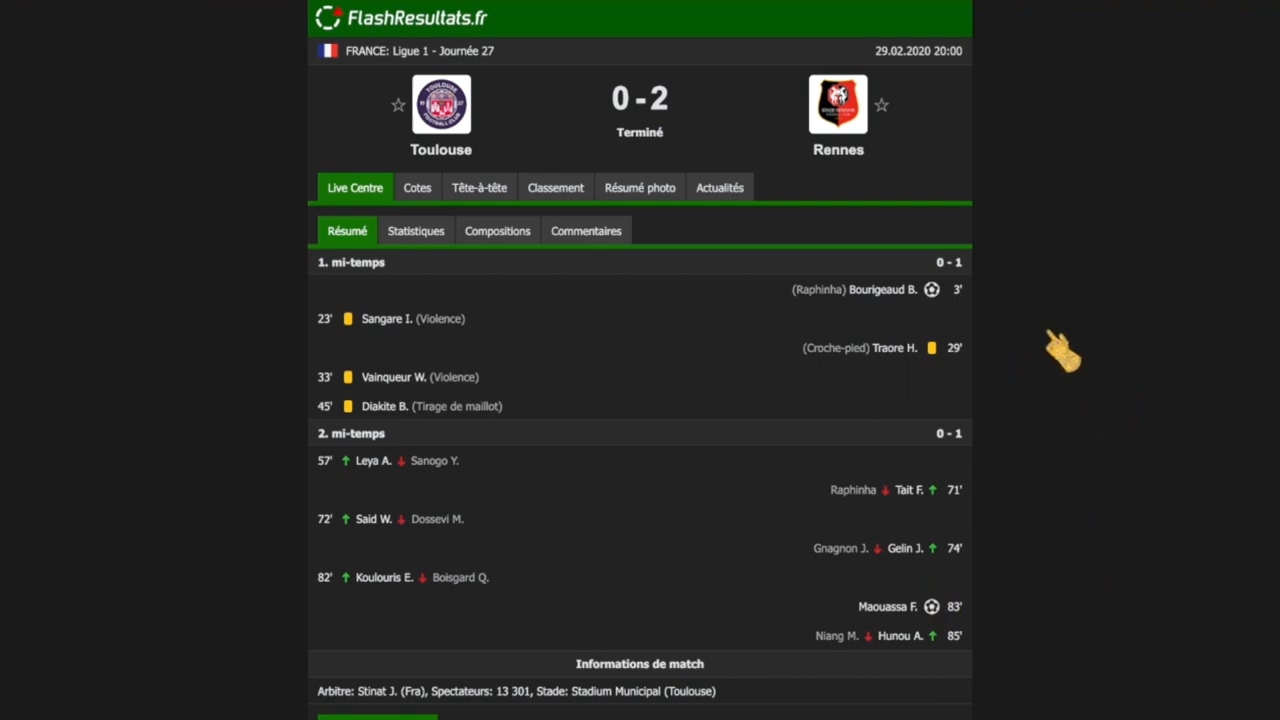 FlashResultats.fr
FRANCE: Ligue 1 - Journée 27 29.02.2020 20:00
0 - 2
Terminé
Toulouse Rennes
Live Centre Cotes Tête-à-tête Classement Résumé photo Actualités
Résumé Statistiques Compositions Commentaires
1. mi-temps 0 - 1
(Raphinha) Bourigeaud B. 3'
23' Sangare I. (Violence)
(Croche-pied) Traore H. 29'
33' Vainqueur W. (Violence)
45' Diakite B. (Tirage de maillot)
2. mi-temps 0 - 1
57' Leya A. Sanogo Y.
Raphinha Tait F. 71'
72' Said W. Dossevi M.
Gnagnon J. Gelin J. 74'
82' Koulouris E. Boisgard Q.
Maouassa F. 83'
Niang M. Hunou A. 85'
Informations de match
Arbitre: Stinat J. (Fra), Spectateurs: 13 301, Stade: Stadium Municipal (Toulouse)